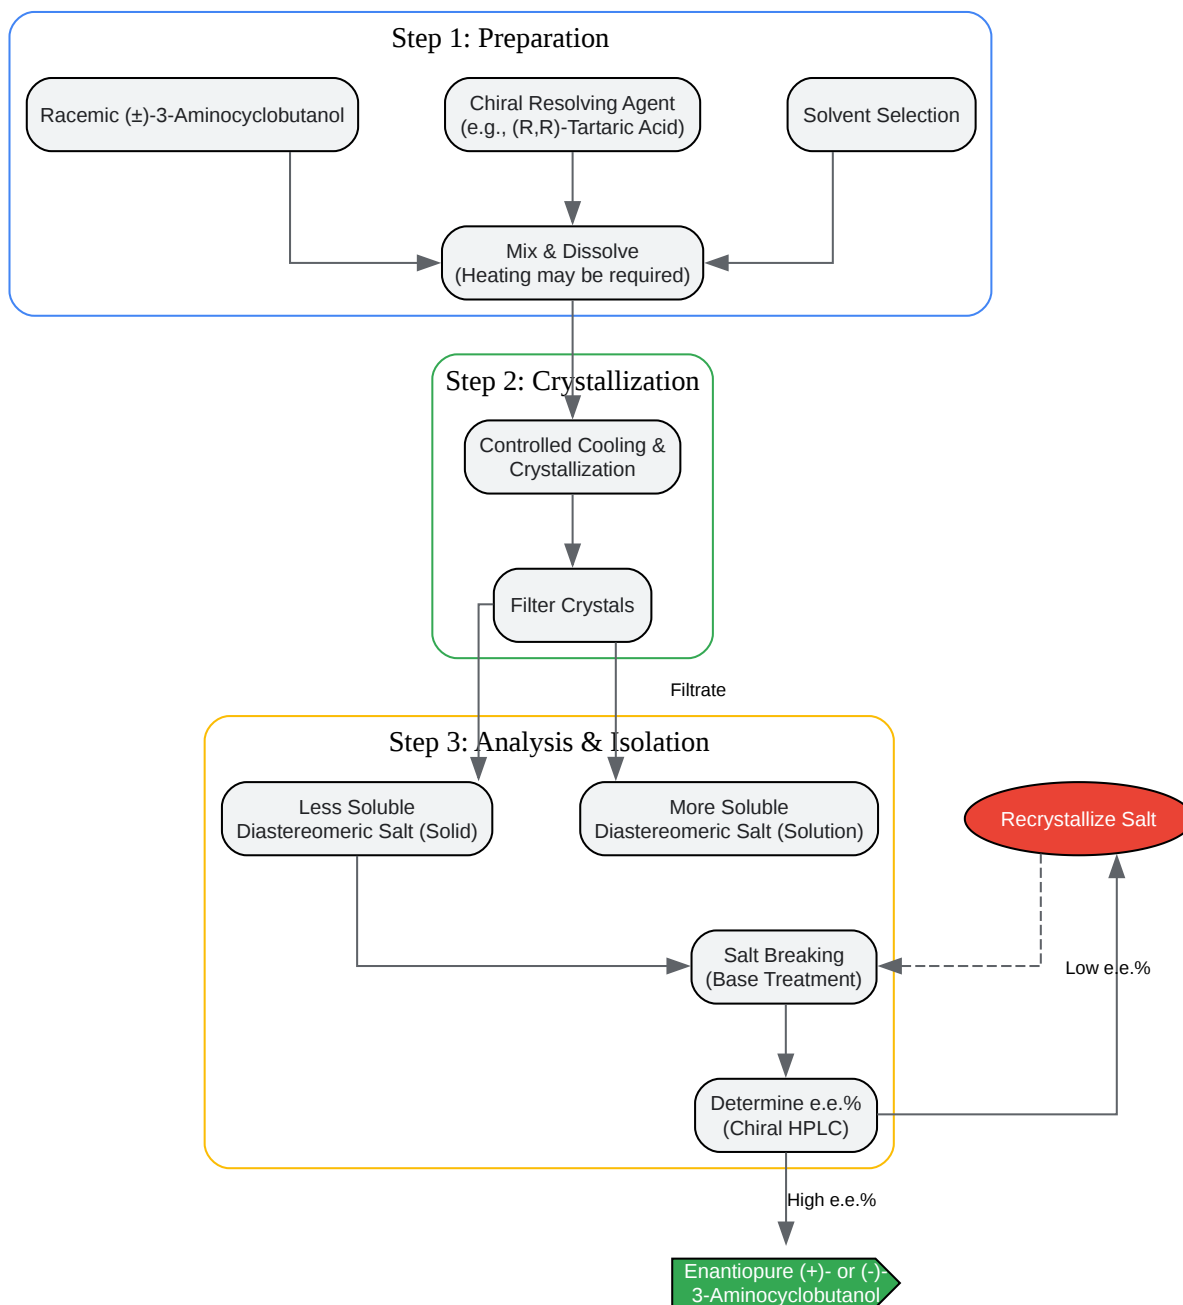 Step 1: Preparation
Racemic (±)-3-Aminocyclobutanol
Chiral Resolving Agent
(e.g., (R,R)-Tartaric Acid)
Solvent Selection
Mix & Dissolve
(Heating may be required)
Step 2: Crystallization
Controlled Cooling &
Crystallization
Filter Crystals
Filtrate
Step 3: Analysis & Isolation
Less Soluble
Diastereomeric Salt (Solid)
More Soluble
Diastereomeric Salt (Solution)
Recrystallize Salt
Salt Breaking
(Base Treatment)
Low e.e.%
Determine e.e.%
(Chiral HPLC)
High e.e.%
Enantiopure (+)- or (-)-
3-Aminocyclobutanol